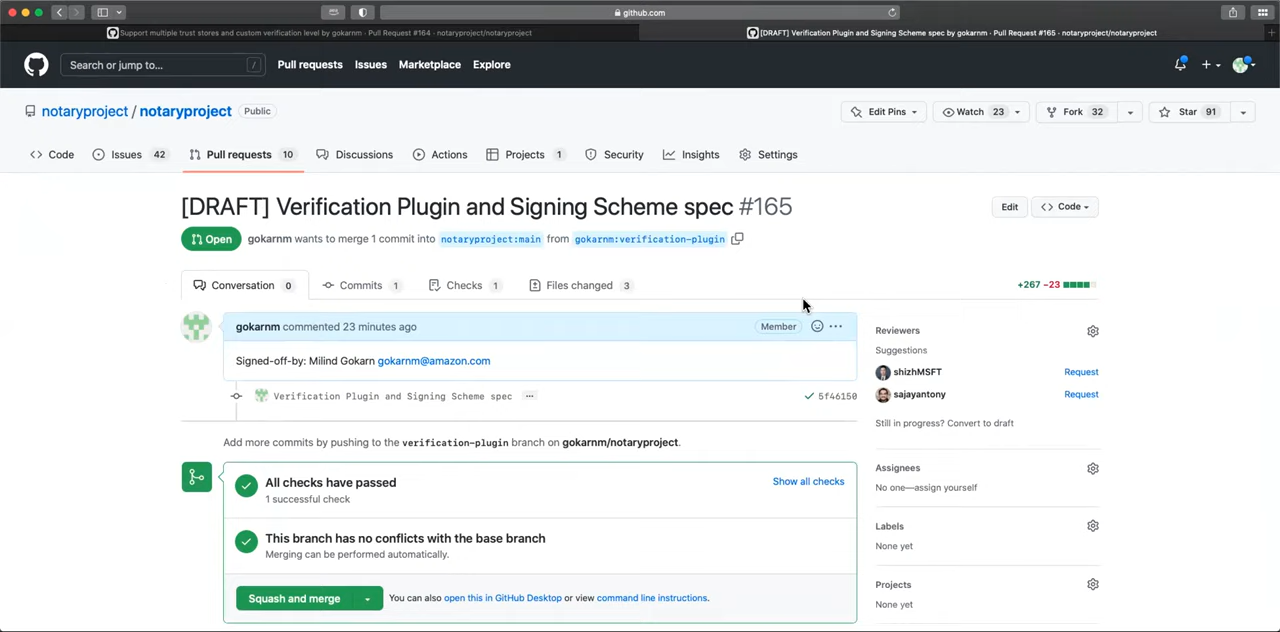 github.com
Support multiple trust stores and custom verification level by gokarnm · Pull Request #164 · notaryproject/notaryproject
[DRAFT] Verification Plugin and Signing Scheme spec by gokarnm · Pull Request #165 · notaryproject/notaryproject
Search or jump to... /
Pull requests Issues Marketplace Explore
notaryproject / notaryproject Public
Edit Pins Watch 23 Fork 32 Star 91
Code Issues 42 Pull requests 10 Discussions Actions Projects 1 Security Insights Settings
[DRAFT] Verification Plugin and Signing Scheme spec #165
Edit Code
Open gokarnm wants to merge 1 commit into notaryproject:main from gokarnm:verification-plugin
Conversation 0 Commits 1 Checks 1 Files changed 3
+267 −23
gokarnm commented 23 minutes ago Member
Signed-off-by: Milind Gokarn gokarnm@amazon.com
Verification Plugin and Signing Scheme spec ... 5f46150
Add more commits by pushing to the verification-plugin branch on gokarnm/notaryproject.
All checks have passed
1 successful check
Show all checks
This branch has no conflicts with the base branch
Merging can be performed automatically.
Squash and merge You can also open this in GitHub Desktop or view command line instructions.
Reviewers
Suggestions
shizhMSFT Request
sajayantony Request
Still in progress? Convert to draft
Assignees
No one—assign yourself
Labels
None yet
Projects
None yet